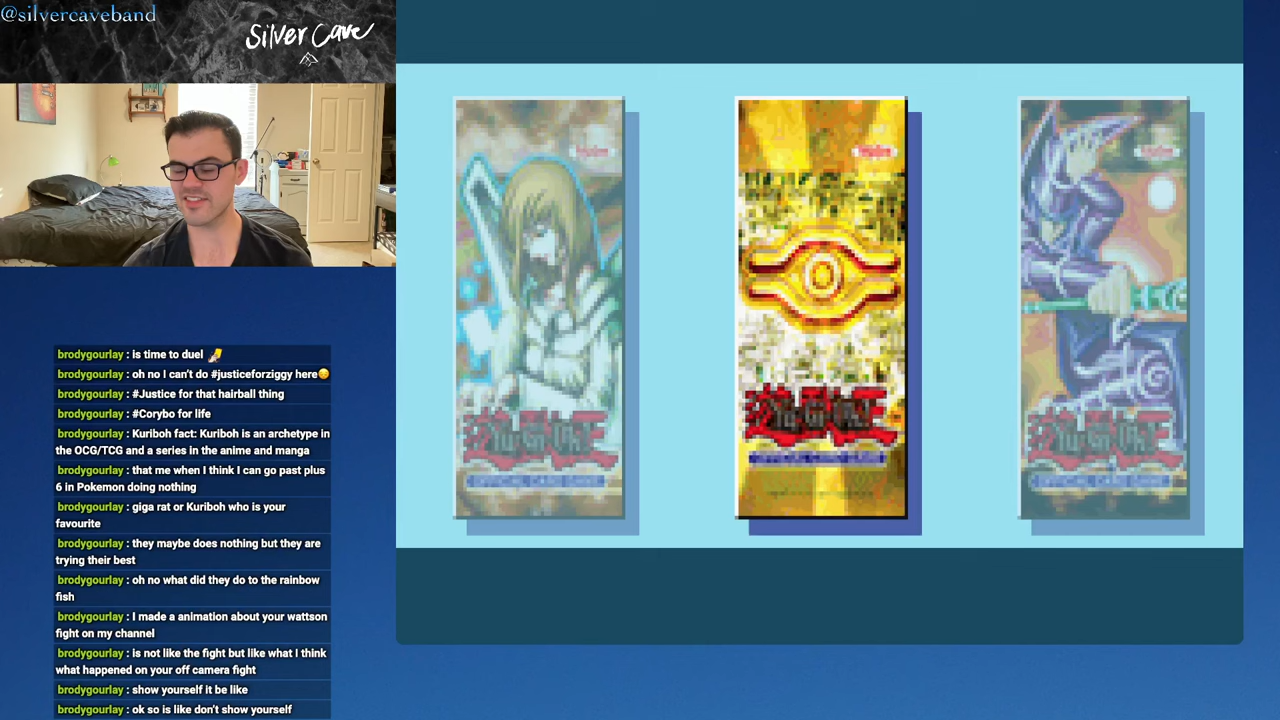 @silvercaveband
Silver Cave
brodygourlay : is time to duel
brodygourlay : oh no I can't do #justiceforziggy here
brodygourlay : #Justice for that hairball thing
brodygourlay : #Corybo for life
brodygourlay : Kuriboh fact: Kuriboh is an archetype in
the OCG/TCG and a series in the anime and manga
brodygourlay : that me when I think I can go past plus
6 in Pokemon doing nothing
brodygourlay : giga rat or Kuriboh who is your
favourite
brodygourlay : they maybe does nothing but they are
trying their best
brodygourlay : oh no what did they do to the rainbow
fish
brodygourlay : I made a animation about your wattson
fight on my channel
brodygourlay : is not like the fight but like what I think
what happened on your off camera fight
brodygourlay : show yourself it be like
brodygourlay : ok so is like don't show yourself
Yu-Gi-Oh!
Yu-Gi-Oh!
Yu-Gi-Oh!